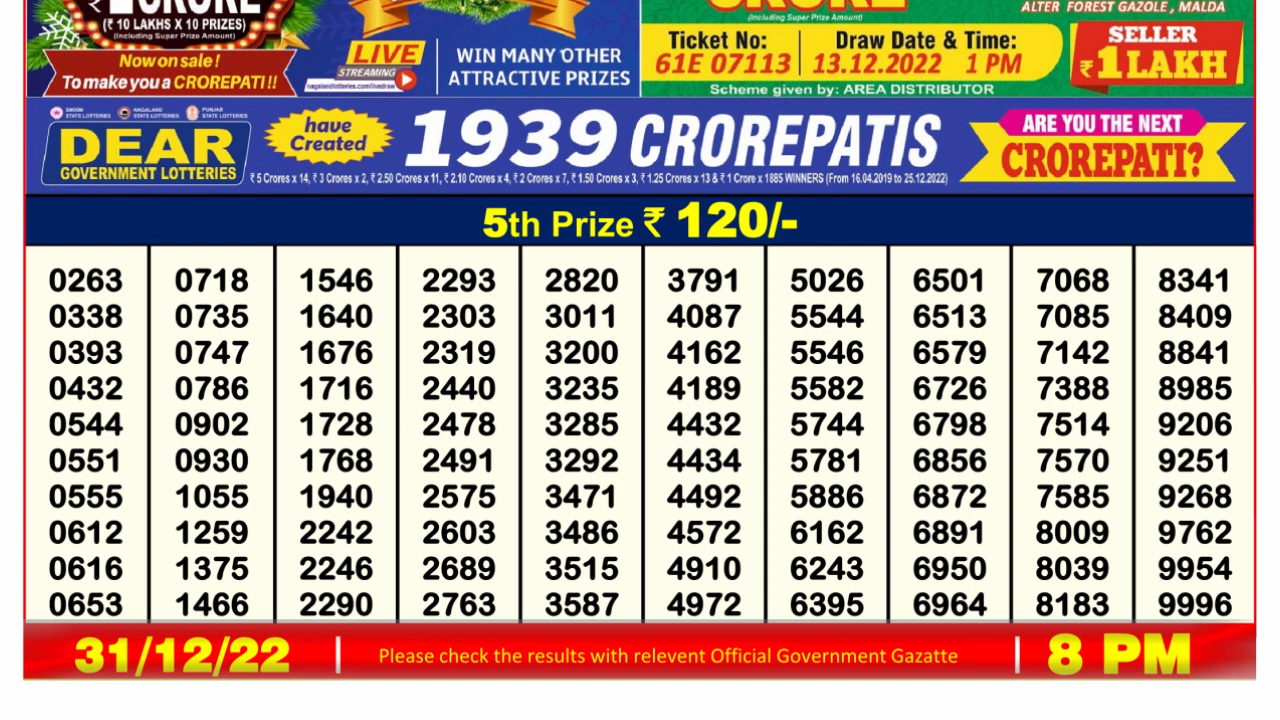 ₹ 1 CRORE
(₹ 10 LAKHS X 10 PRIZES)
(Including Super Prize Amount)
Now on sale!
To make you a CROREPATI!!
LIVE
STREAMING
nagalandlotteries.com/livedraw
WIN MANY OTHER
ATTRACTIVE PRIZES
CRORE
(Including Super Prize Amount)
Ticket No:
61E 07113
Draw Date & Time:
13.12.2022 1 PM
Scheme given by: AREA DISTRIBUTOR
ALTER FOREST GAZOLE , MALDA
SELLER
₹1LAKH
SIKKIM STATE LOTTERIES
NAGALAND STATE LOTTERIES
PUNJAB STATE LOTTERIES
DEAR
GOVERNMENT LOTTERIES
have
Created
1939 CROREPATIS
₹ 5 Crores x 14, ₹ 3 Crores x 2, ₹ 2.50 Crores x 11, ₹ 2.10 Crores x 4, ₹ 2 Crores x 7, ₹ 1.50 Crores x 3, ₹ 1.25 Crores x 13 & ₹ 1 Crore x 1885 WINNERS (From 16.04.2019 to 25.12.2022)
ARE YOU THE NEXT
CROREPATI?
5th Prize ₹ 120/-
0263 0718 1546 2293 2820 3791 5026 6501 7068 8341
0338 0735 1640 2303 3011 4087 5544 6513 7085 8409
0393 0747 1676 2319 3200 4162 5546 6579 7142 8841
0432 0786 1716 2440 3235 4189 5582 6726 7388 8985
0544 0902 1728 2478 3285 4432 5744 6798 7514 9206
0551 0930 1768 2491 3292 4434 5781 6856 7570 9251
0555 1055 1940 2575 3471 4492 5886 6872 7585 9268
0612 1259 2242 2603 3486 4572 6162 6891 8009 9762
0616 1375 2246 2689 3515 4910 6243 6950 8039 9954
0653 1466 2290 2763 3587 4972 6395 6964 8183 9996
31/12/22
Please check the results with relevent Official Government Gazatte
8 PM